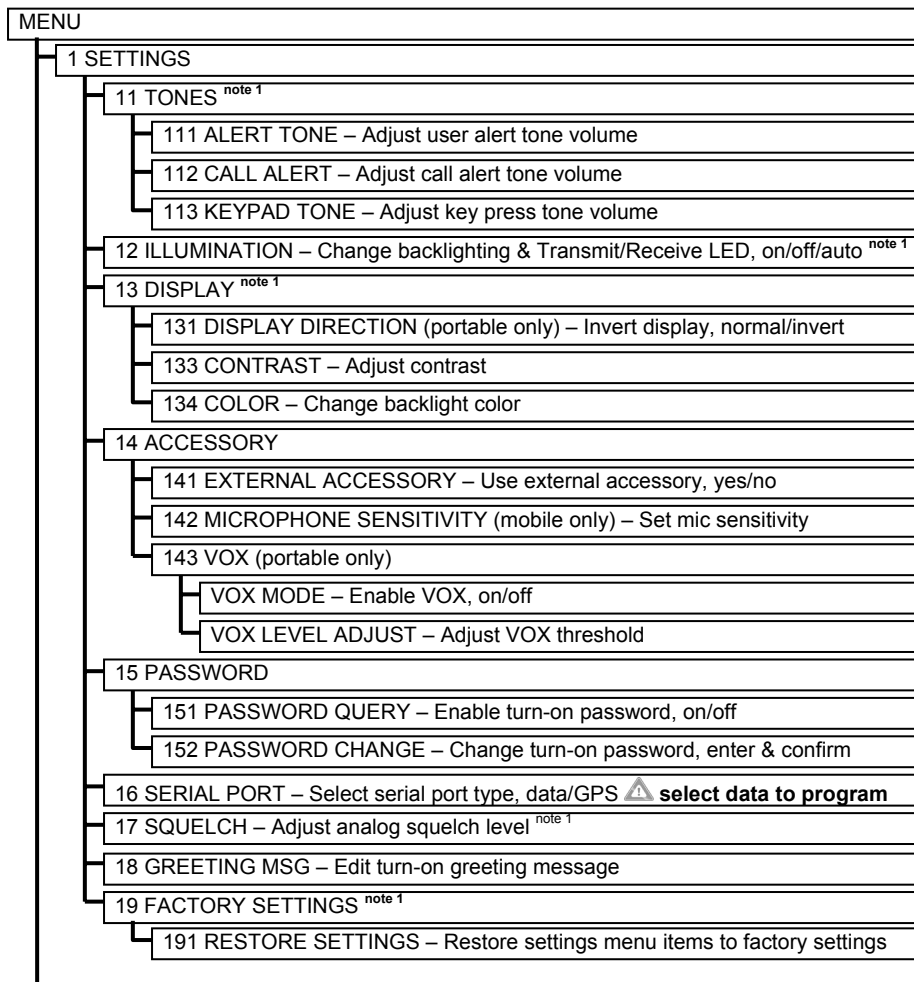 MENU
1 SETTINGS
11 TONES note 1
111 ALERT TONE – Adjust user alert tone volume
112 CALL ALERT – Adjust call alert tone volume
113 KEYPAD TONE – Adjust key press tone volume
12 ILLUMINATION – Change backlighting & Transmit/Receive LED, on/off/auto note 1
13 DISPLAY note 1
131 DISPLAY DIRECTION (portable only) – Invert display, normal/invert
133 CONTRAST – Adjust contrast
134 COLOR – Change backlight color
14 ACCESSORY
141 EXTERNAL ACCESSORY – Use external accessory, yes/no
142 MICROPHONE SENSITIVITY (mobile only) – Set mic sensitivity
143 VOX (portable only)
VOX MODE – Enable VOX, on/off
VOX LEVEL ADJUST – Adjust VOX threshold
15 PASSWORD
151 PASSWORD QUERY – Enable turn-on password, on/off
152 PASSWORD CHANGE – Change turn-on password, enter & confirm
16 SERIAL PORT – Select serial port type, data/GPS ⚠ select data to program
17 SQUELCH – Adjust analog squelch level note 1
18 GREETING MSG – Edit turn-on greeting message
19 FACTORY SETTINGS note 1
191 RESTORE SETTINGS – Restore settings menu items to factory settings